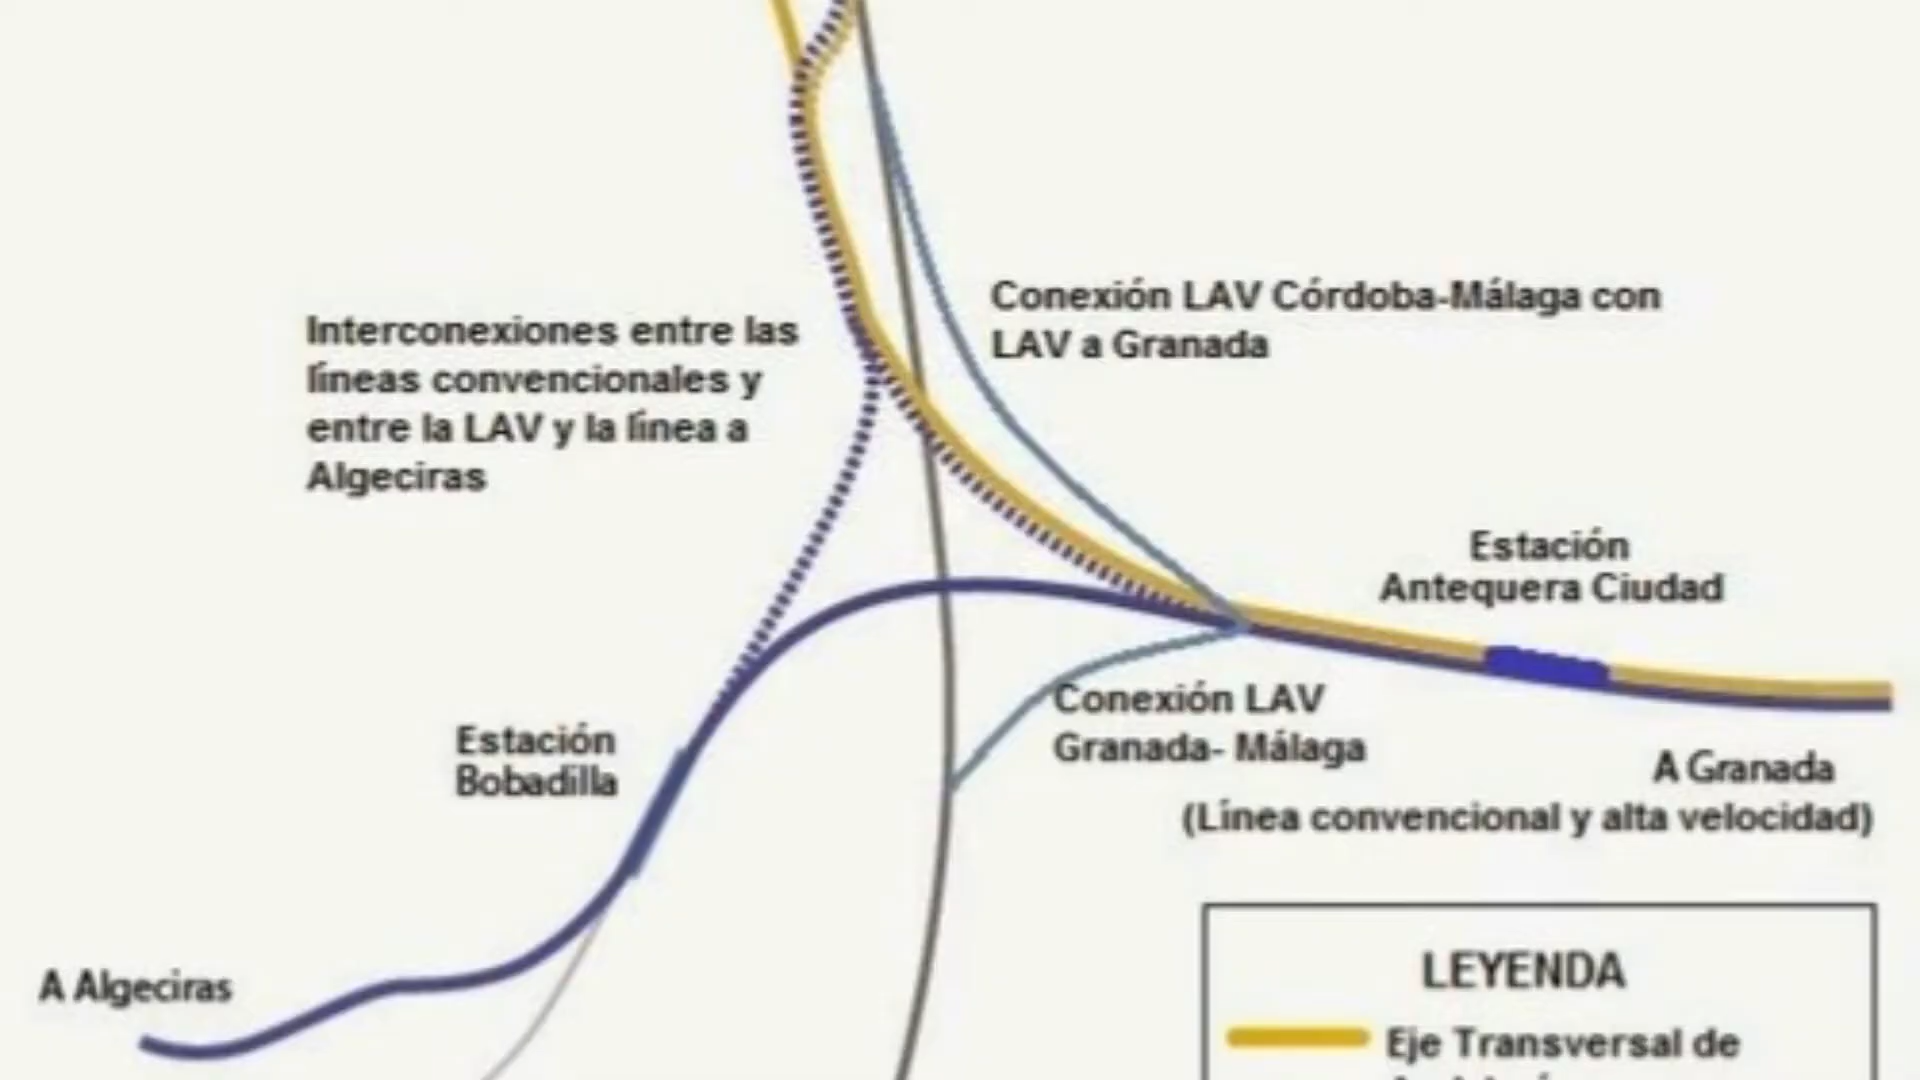 Conexión LAV Córdoba-Málaga con
LAV a Granada
Interconexiones entre las
líneas convencionales y
entre la LAV y la línea a
Algeciras
Estación
Antequera Ciudad
Conexión LAV
Granada- Málaga
Estación
Bobadilla
A Granada
(Línea convencional y alta velocidad)
A Algeciras
LEYENDA
Eje Transversal de